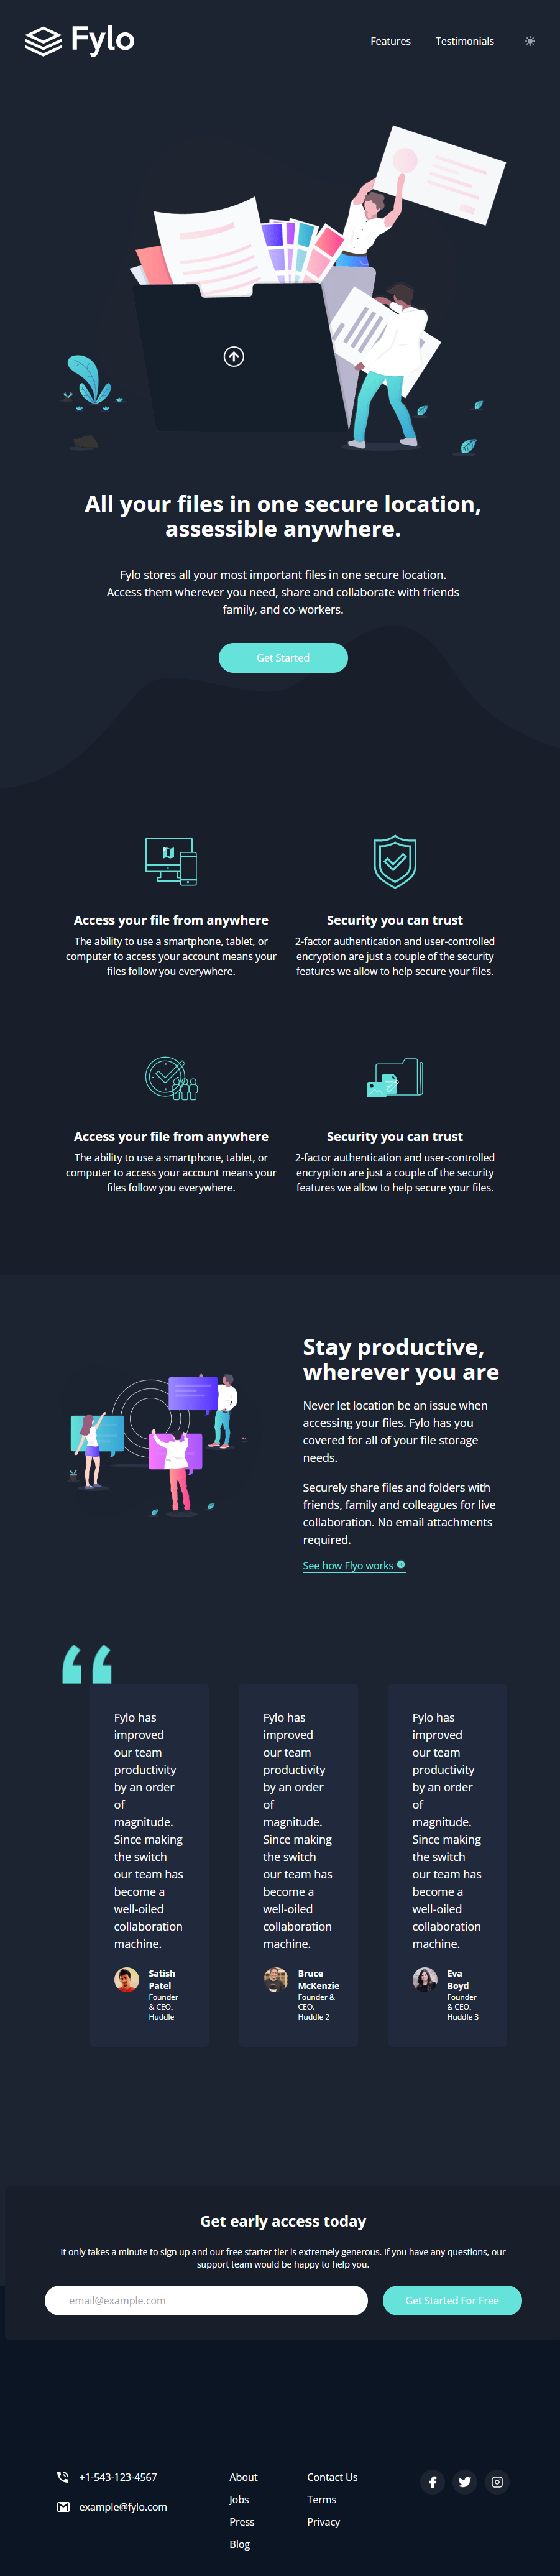 Fylo
Features
Testimonials
All your files in one secure location,
assessible anywhere.
Fylo stores all your most important files in one secure location.
Access them wherever you need, share and collaborate with friends
family, and co-workers.
Get Started
Access your file from anywhere
The ability to use a smartphone, tablet, or
computer to access your account means your
files follow you everywhere.
Security you can trust
2-factor authentication and user-controlled
encryption are just a couple of the security
features we allow to help secure your files.
Access your file from anywhere
The ability to use a smartphone, tablet, or
computer to access your account means your
files follow you everywhere.
Security you can trust
2-factor authentication and user-controlled
encryption are just a couple of the security
features we allow to help secure your files.
Stay productive,
wherever you are
Never let location be an issue when
accessing your files. Fylo has you
covered for all of your file storage
needs.
Securely share files and folders with
friends, family and colleagues for live
collaboration. No email attachments
required.
See how Flyo works
Fylo has
improved
our team
productivity
by an order
of
magnitude.
Since making
the switch
our team has
become a
well-oiled
collaboration
machine.
Satish
Patel
Founder
& CEO.
Huddle
Fylo has
improved
our team
productivity
by an order
of
magnitude.
Since making
the switch
our team has
become a
well-oiled
collaboration
machine.
Bruce
McKenzie
Founder &
CEO.
Huddle 2
Fylo has
improved
our team
productivity
by an order
of
magnitude.
Since making
the switch
our team has
become a
well-oiled
collaboration
machine.
Eva
Boyd
Founder
& CEO.
Huddle 3
Get early access today
It only takes a minute to sign up and our free starter tier is extremely generous. If you have any questions, our
support team would be happy to help you.
email@example.com
Get Started For Free
+1-543-123-4567
example@fylo.com
About
Jobs
Press
Blog
Contact Us
Terms
Privacy